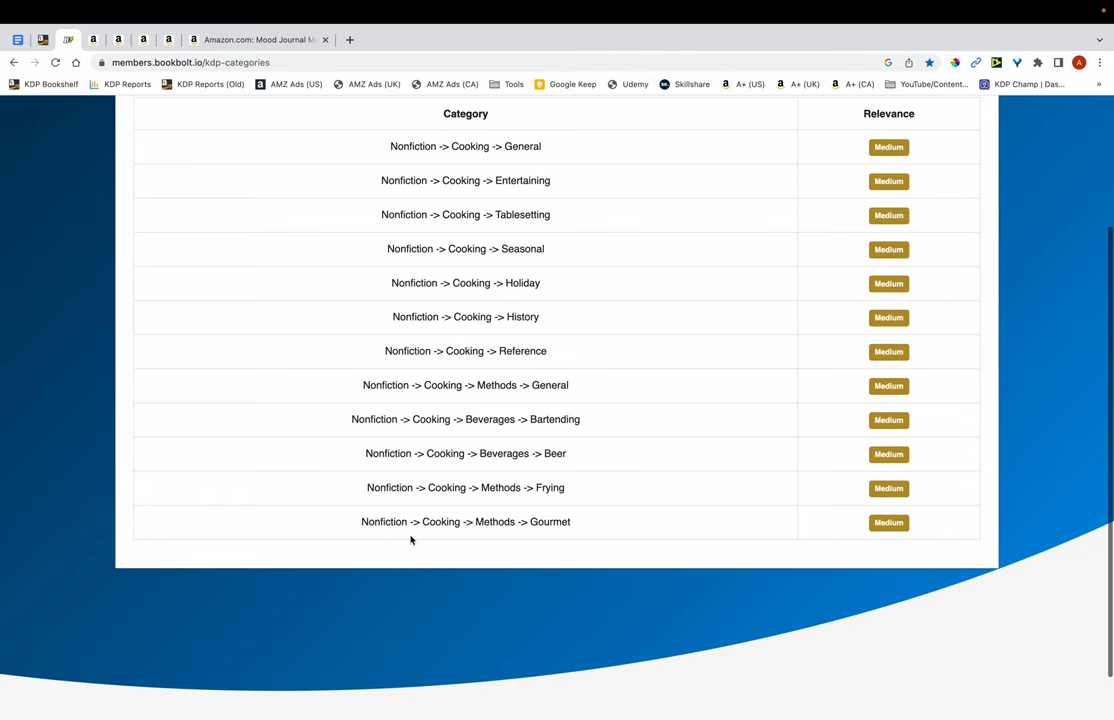 Amazon.com: Mood Journal M
members.bookbolt.io/kdp-categories
A
KDP Bookshelf
KDP Reports
KDP Reports (Old)
AMZ Ads (US)
AMZ Ads (UK)
AMZ Ads (CA)
Tools
Google Keep
Udemy
Skillshare
A+ (US)
A+ (UK)
A+ (CA)
YouTube/Content...
KDP Champ | Das...
»
Category Relevance
Nonfiction -> Cooking -> General Medium
Nonfiction -> Cooking -> Entertaining Medium
Nonfiction -> Cooking -> Tablesetting Medium
Nonfiction -> Cooking -> Seasonal Medium
Nonfiction -> Cooking -> Holiday Medium
Nonfiction -> Cooking -> History Medium
Nonfiction -> Cooking -> Reference Medium
Nonfiction -> Cooking -> Methods -> General Medium
Nonfiction -> Cooking -> Beverages -> Bartending Medium
Nonfiction -> Cooking -> Beverages -> Beer Medium
Nonfiction -> Cooking -> Methods -> Frying Medium
Nonfiction -> Cooking -> Methods -> Gourmet Medium